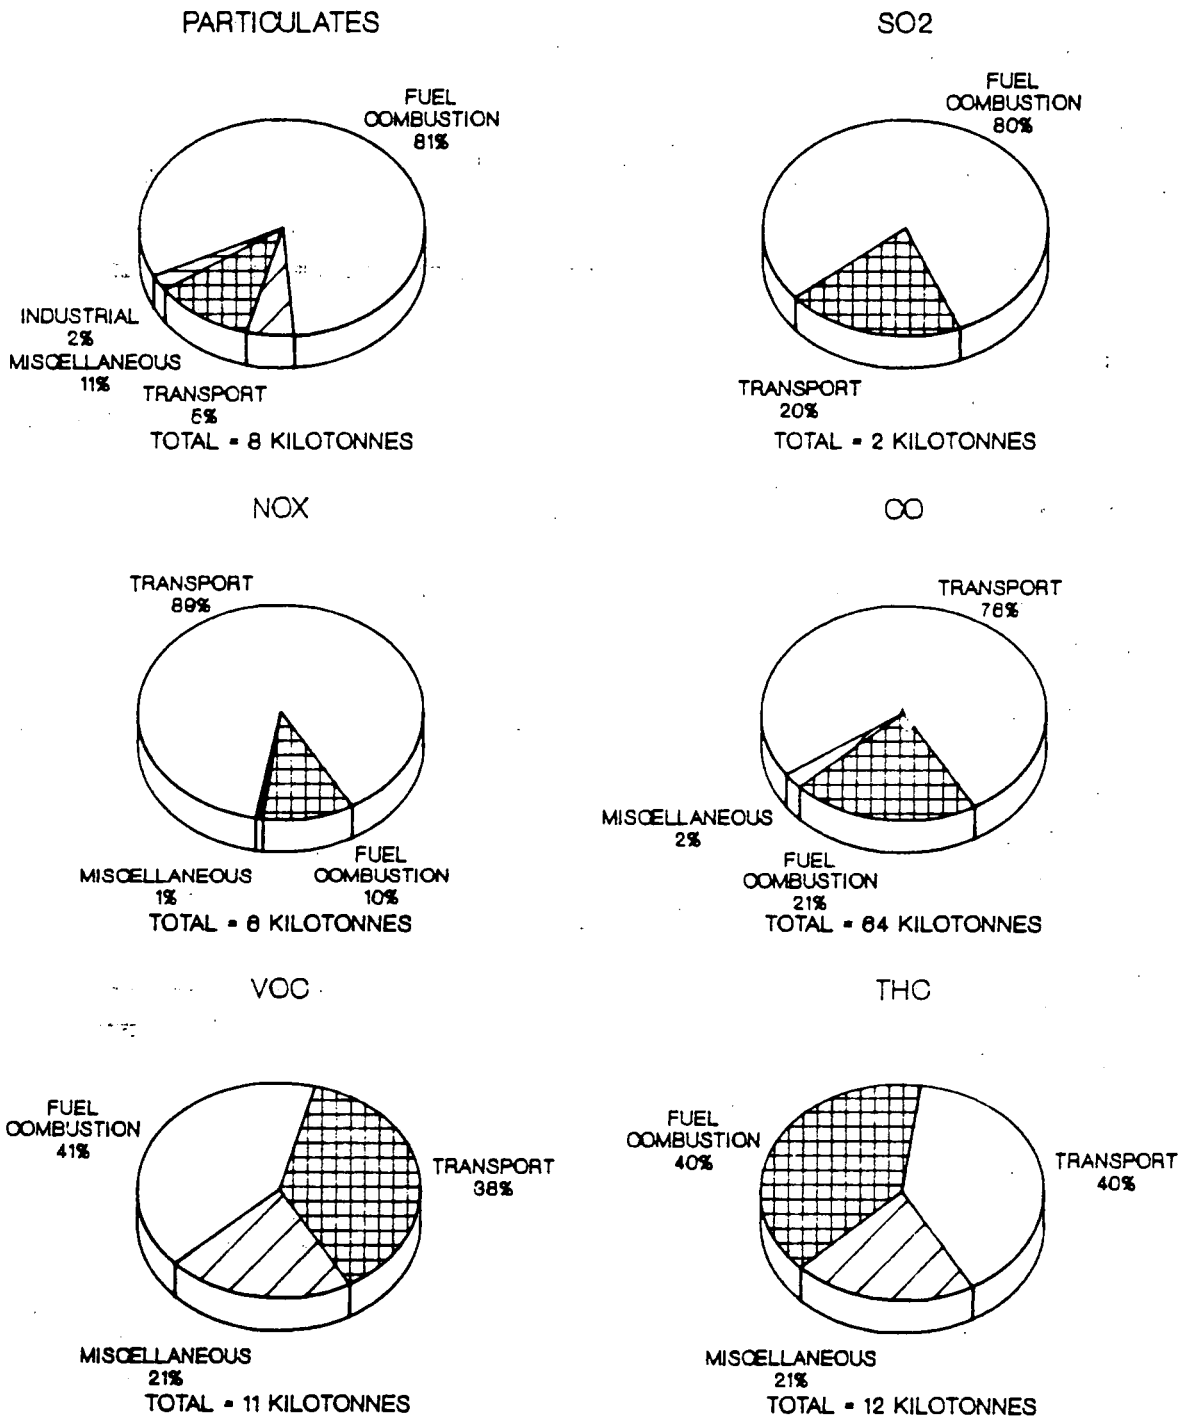 PARTICULATES
FUEL
COMBUSTION
81%
INDUSTRIAL
2%
MISCELLANEOUS
11%
TRANSPORT
6%
TOTAL = 8 KILOTONNES
SO2
FUEL
COMBUSTION
80%
TRANSPORT
20%
TOTAL = 2 KILOTONNES
NOX
TRANSPORT
89%
MISCELLANEOUS
1%
FUEL
COMBUSTION
10%
TOTAL = 6 KILOTONNES
CO
TRANSPORT
76%
MISCELLANEOUS
2%
FUEL
COMBUSTION
21%
TOTAL = 64 KILOTONNES
VOC
FUEL
COMBUSTION
41%
TRANSPORT
38%
MISCELLANEOUS
21%
TOTAL = 11 KILOTONNES
THC
FUEL
COMBUSTION
40%
TRANSPORT
40%
MISCELLANEOUS
21%
TOTAL = 12 KILOTONNES